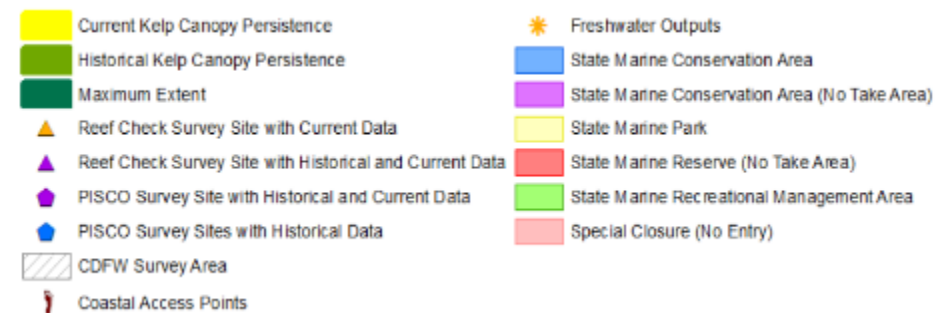 Current Kelp Canopy Persistence
Historical Kelp Canopy Persistence
Maximum Extent
Reef Check Survey Site with Current Data
Reef Check Survey Site with Historical and Current Data
PISCO Survey Site with Historical and Current Data
PISCO Survey Sites with Historical Data
CDFW Survey Area
Coastal Access Points
Freshwater Outputs
State Marine Conservation Area
State Marine Conservation Area (No Take Area)
State Marine Park
State Marine Reserve (No Take Area)
State Marine Recreational Management Area
Special Closure (No Entry)